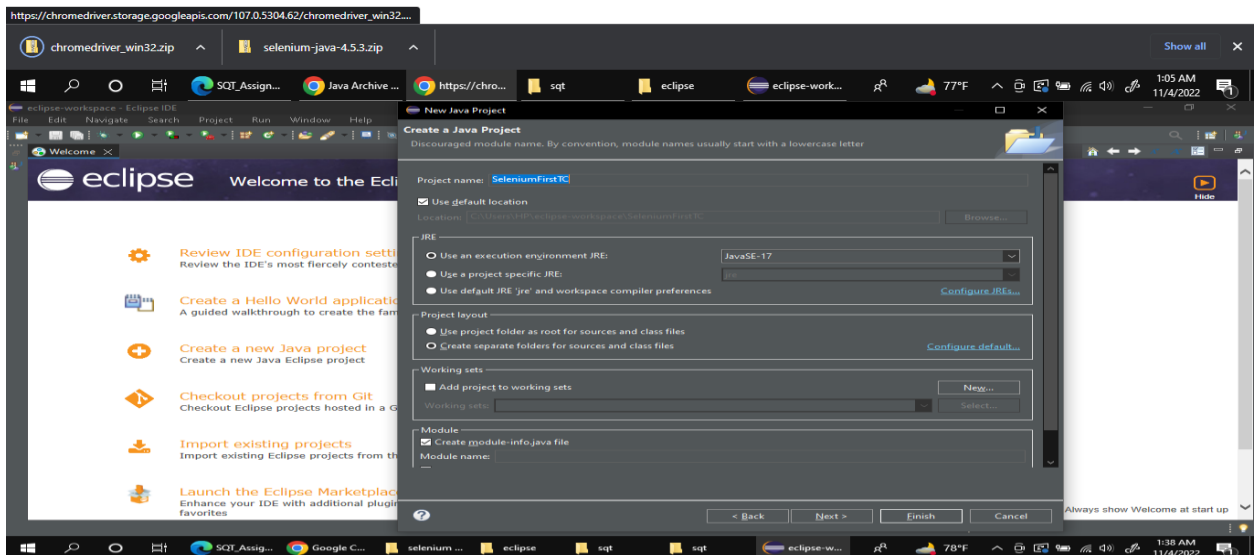 https://chromedriver.storage.googleapis.com/107.0.5304.62/chromedriver_win32....
chromedriver_win32.zip
selenium-java-4.5.3.zip
Show all
SQT_Assign...
Java Archive ...
https://chro...
sqt
eclipse
eclipse-work...
77°F
1:05 AM
11/4/2022
eclipse-workspace - Eclipse IDE
File Edit Navigate Search Project Run Window Help
Welcome
eclipse
Welcome to the Ecli
Hide
Review IDE configuration setti
Review the IDE's most fiercely conteste
Create a Hello World applicatio
A guided walkthrough to create the fam
Create a new Java project
Create a new Java Eclipse project
Checkout projects from Git
Checkout Eclipse projects hosted in a G
Import existing projects
Import existing Eclipse projects from th
Launch the Eclipse Marketplac
Enhance your IDE with additional plugin
favorites
Always show Welcome at start up
New Java Project
Create a Java Project
Discouraged module name. By convention, module names usually start with a lowercase letter
Project name: SeleniumFirstTC
Use default location
Location: C:\Users\HP\eclipse-workspace\SeleniumFirstTC
Browse...
JRE
Use an execution environment JRE:
JavaSE-17
Use a project specific JRE:
jre
Use default JRE 'jre' and workspace compiler preferences
Configure JREs...
Project layout
Use project folder as root for sources and class files
Create separate folders for sources and class files
Configure default...
Working sets
Add project to working sets
New...
Working sets:
Select...
Module
Create module-info.java file
Module name:
< Back
Next >
Finish
Cancel
SQT_Assig...
Google C...
selenium ...
eclipse
sqt
sqt
eclipse-w...
78°F
1:38 AM
11/4/2022